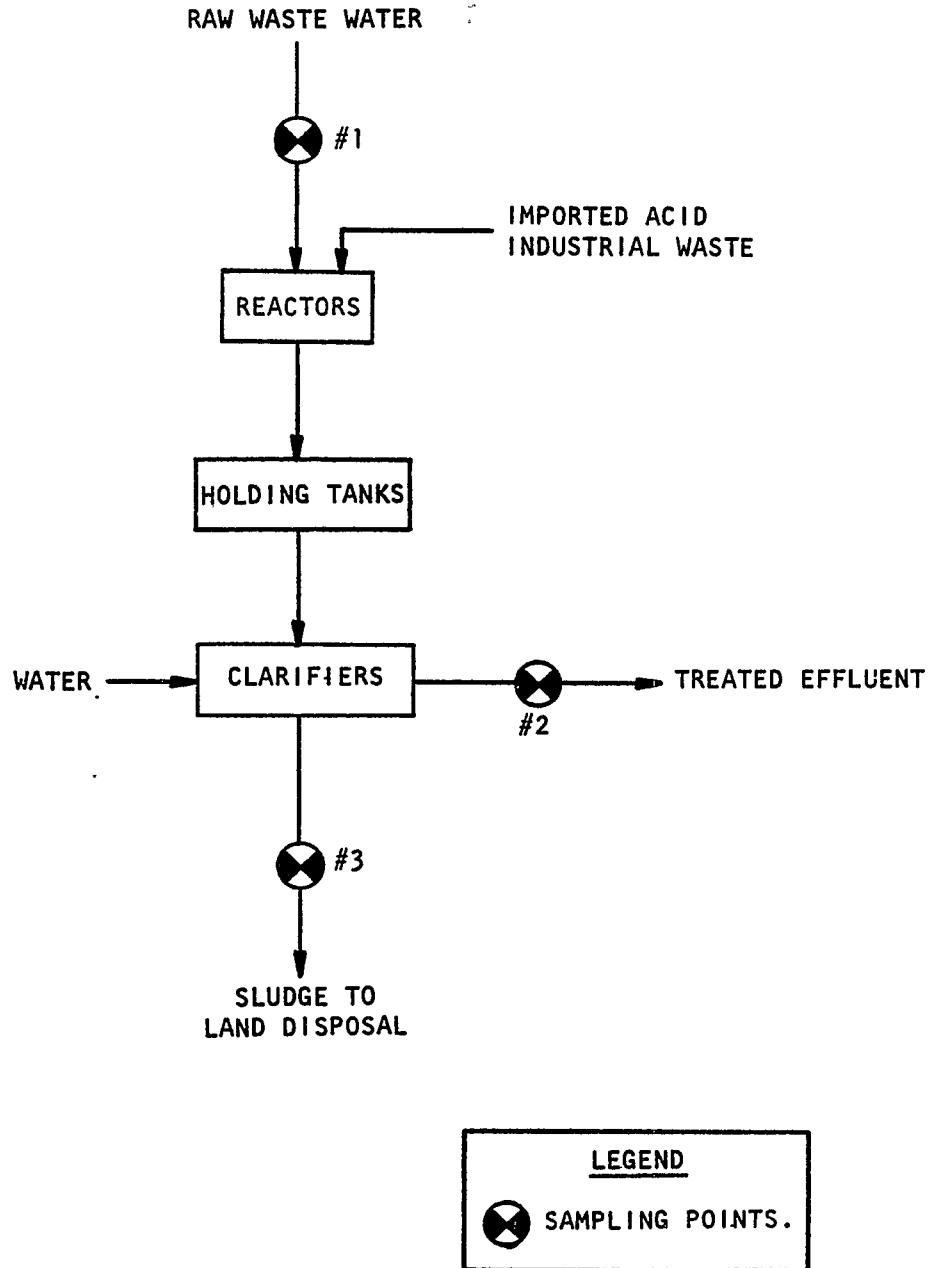 RAW WASTE WATER
#1
IMPORTED ACID
INDUSTRIAL WASTE
REACTORS
HOLDING TANKS
WATER
CLARIFIERS
TREATED EFFLUENT
#2
#3
SLUDGE TO
LAND DISPOSAL
LEGEND
SAMPLING POINTS.